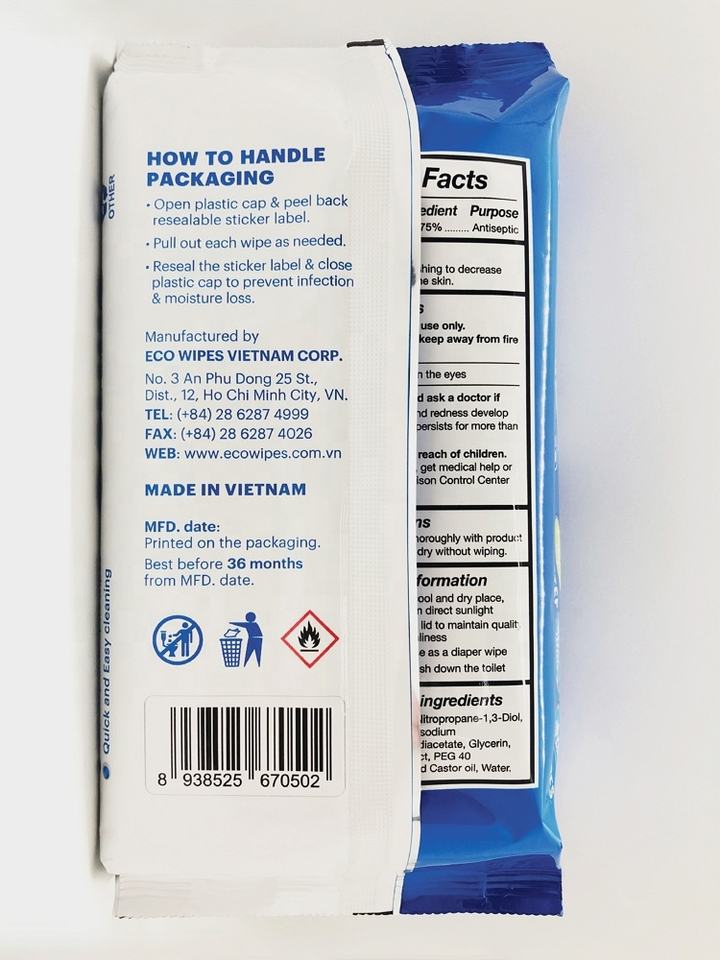 HOW TO HANDLE
PACKAGING
• Open plastic cap & peel back
resealable sticker label.
• Pull out each wipe as needed.
• Reseal the sticker label & close
plastic cap to prevent infection
& moisture loss.
Manufactured by
ECO WIPES VIETNAM CORP.
No. 3 An Phu Dong 25 St.,
Dist., 12, Ho Chi Minh City, VN.
TEL: (+84) 28 6287 4999
FAX: (+84) 28 6287 4026
WEB: www.ecowipes.com.vn
MADE IN VIETNAM
MFD. date:
Printed on the packaging.
Best before 36 months
from MFD. date.
8 938525 670502
OTHER
Quick and Easy cleaning
Facts
edient Purpose
75% ......... Antiseptic
hing to decrease
he skin.
s
use only.
keep away from fire
n the eyes
d ask a doctor if
nd redness develop
persists for more than
reach of children.
, get medical help or
ison Control Center
ns
horoughly with product
dry without wiping.
formation
ool and dry place,
n direct sunlight
lid to maintain quality
liness
e as a diaper wipe
sh down the toilet
ingredients
Nitropropane-1,3-Diol,
sodium
diacetate, Glycerin,
ct, PEG 40
d Castor oil, Water.